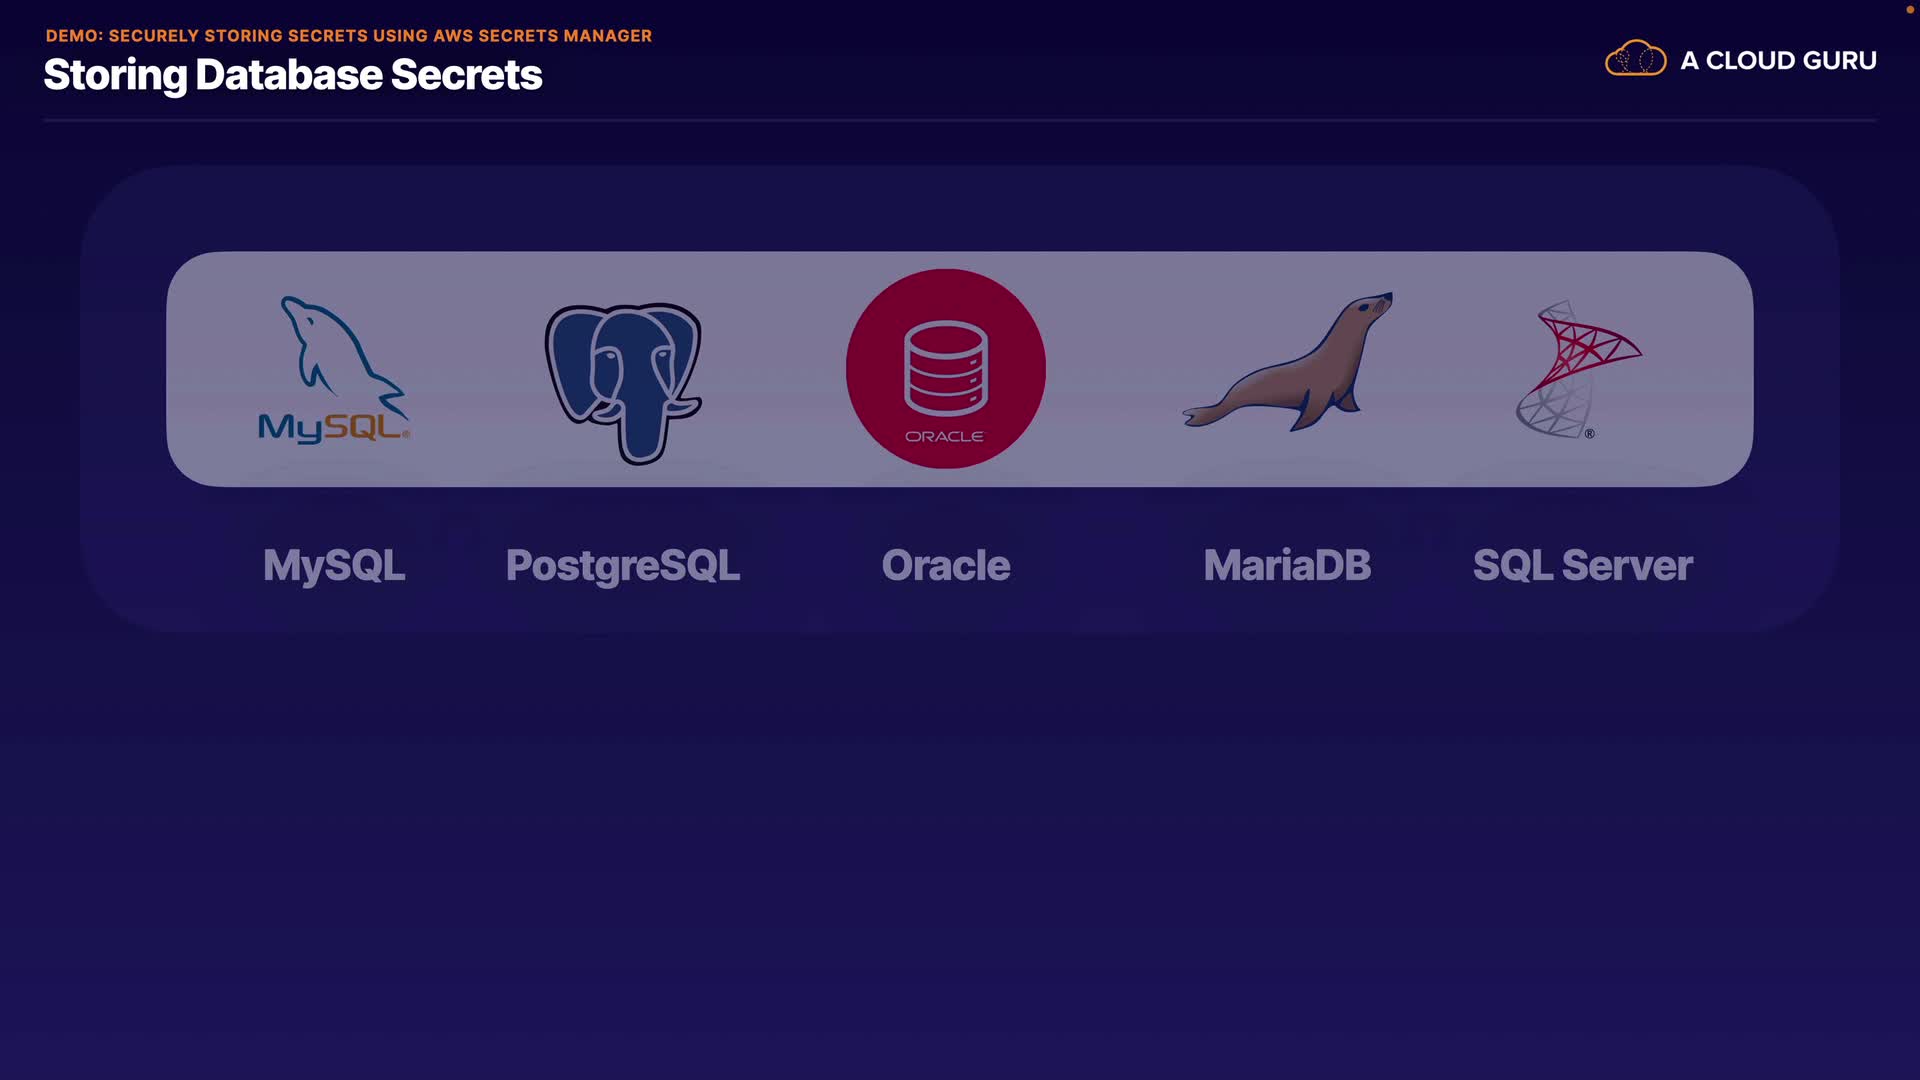 DEMO: SECURELY STORING SECRETS USING AWS SECRETS MANAGER
Storing Database Secrets
A CLOUD GURU
MySQL®
ORACLE
®
MySQL
PostgreSQL
Oracle
MariaDB
SQL Server